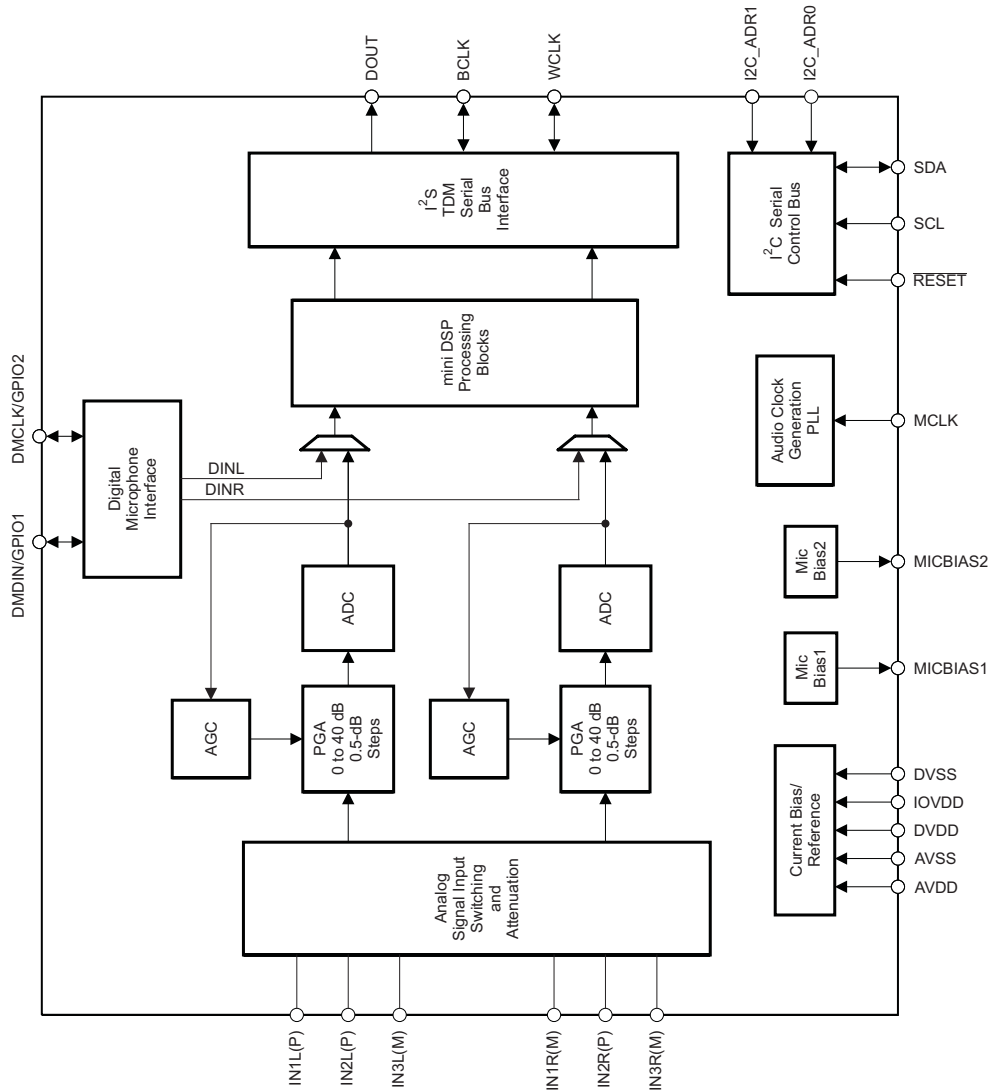 DOUT
BCLK
WCLK
I2C_ADR1
I2C_ADR0
I²S
TDM
Serial
Bus
Interface
I²C Serial
Control Bus
SDA
SCL
RESET
mini DSP
Processing
Blocks
Audio Clock
Generation
PLL
MCLK
DMCLK/GPIO2
DMDIN/GPIO1
Digital
Microphone
Interface
DINL
DINR
ADC
ADC
Mic
Bias2
MICBIAS2
Mic
Bias1
MICBIAS1
AGC
PGA
0 to 40 dB
0.5-dB
Steps
AGC
PGA
0 to 40 dB
0.5-dB
Steps
Current Bias/
Reference
DVSS
IOVDD
DVDD
AVSS
AVDD
Analog
Signal Input
Switching
and
Attenuation
IN1L(P)
IN2L(P)
IN3L(M)
IN1R(M)
IN2R(P)
IN3R(M)